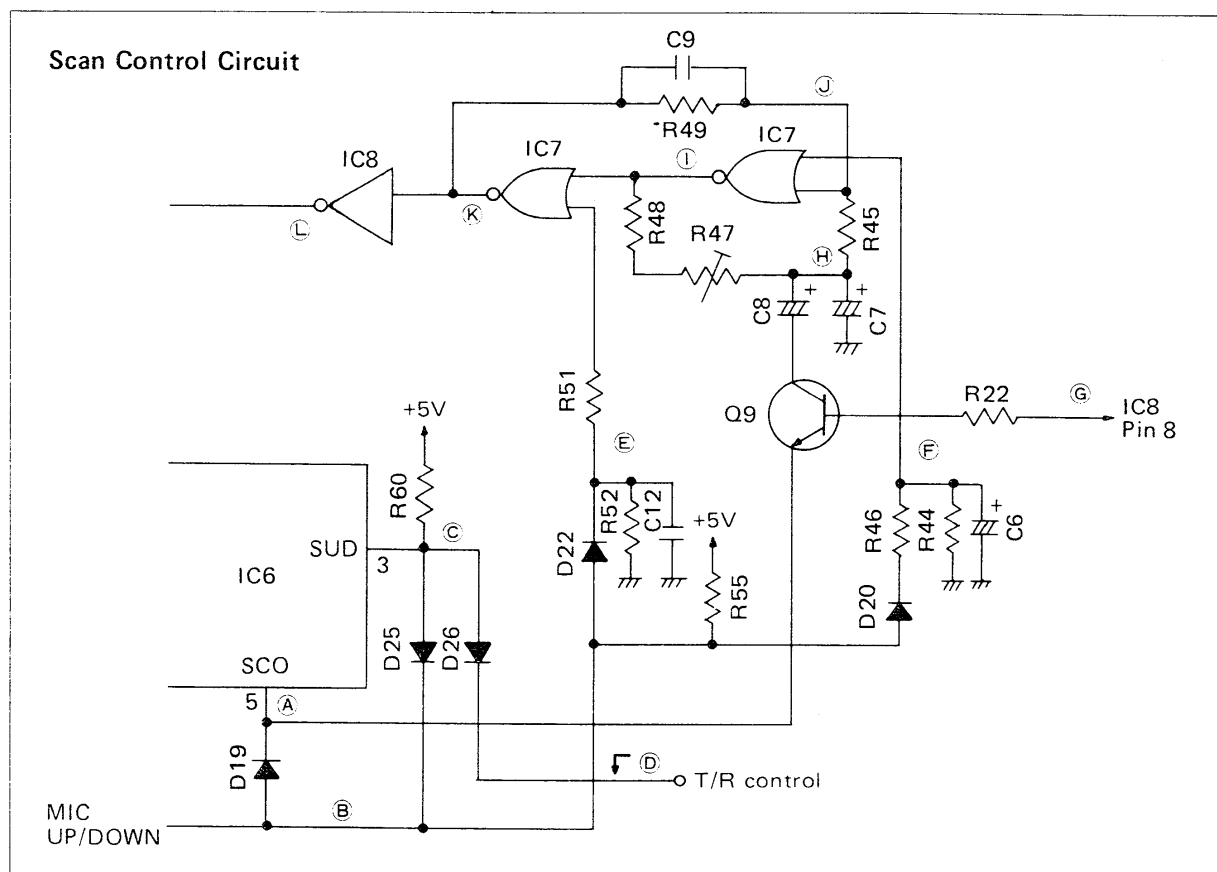 Scan Control Circuit
C9
J
R49
IC7
IC7
I
IC8
K
L
R48
R47
R45
H
C8
C7
R51
+5V
Q9
R22
G
IC8
Pin 8
E
F
R60
R52
C12
+5V
R46
R44
C6
C
SUD
3
D22
R55
IC6
D20
D25
D26
SCO
5
A
D19
D
T/R control
MIC
UP/DOWN
B